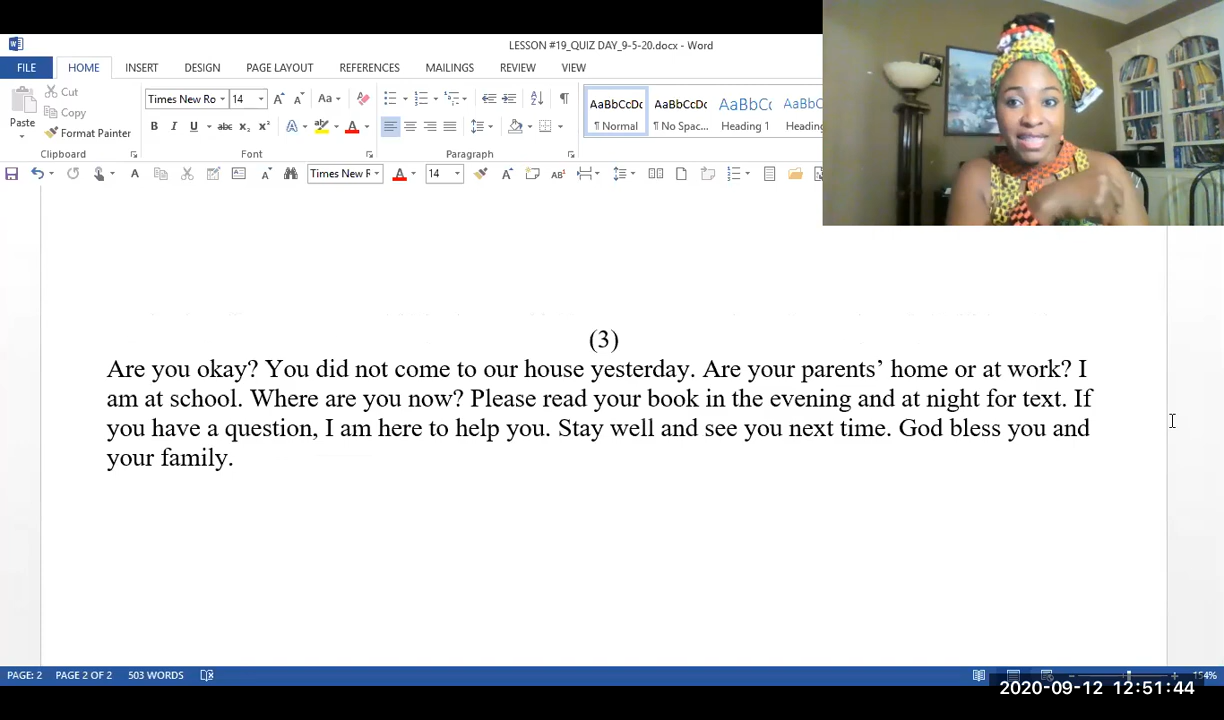 LESSON #19_QUIZ DAY_9-5-20.docx - Word
FILE HOME INSERT DESIGN PAGE LAYOUT REFERENCES MAILINGS REVIEW VIEW
Cut
Copy
Format Painter
Paste
Times New Ro 14
AaBbCcDc AaBbCcDc AaBbCc AaBbCc
¶ Normal ¶ No Spac... Heading 1 Heading
Clipboard Font Paragraph
Times New R 14
(3)
Are you okay? You did not come to our house yesterday. Are your parents’ home or at work? I
am at school. Where are you now? Please read your book in the evening and at night for text. If
you have a question, I am here to help you. Stay well and see you next time. God bless you and
your family.
PAGE: 2 PAGE 2 OF 2 503 WORDS 154%
2020-09-12 12:51:44